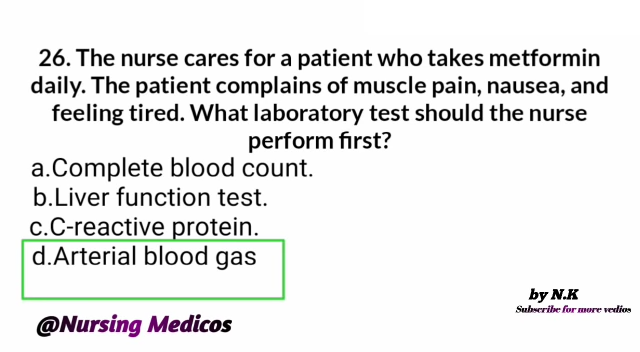 26. The nurse cares for a patient who takes metformin
daily. The patient complains of muscle pain, nausea, and
feeling tired. What laboratory test should the nurse
perform first?
a.Complete blood count.
b.Liver function test.
c.C-reactive protein.
d.Arterial blood gas
by N.K
Subscribe for more vedios
@Nursing Medicos